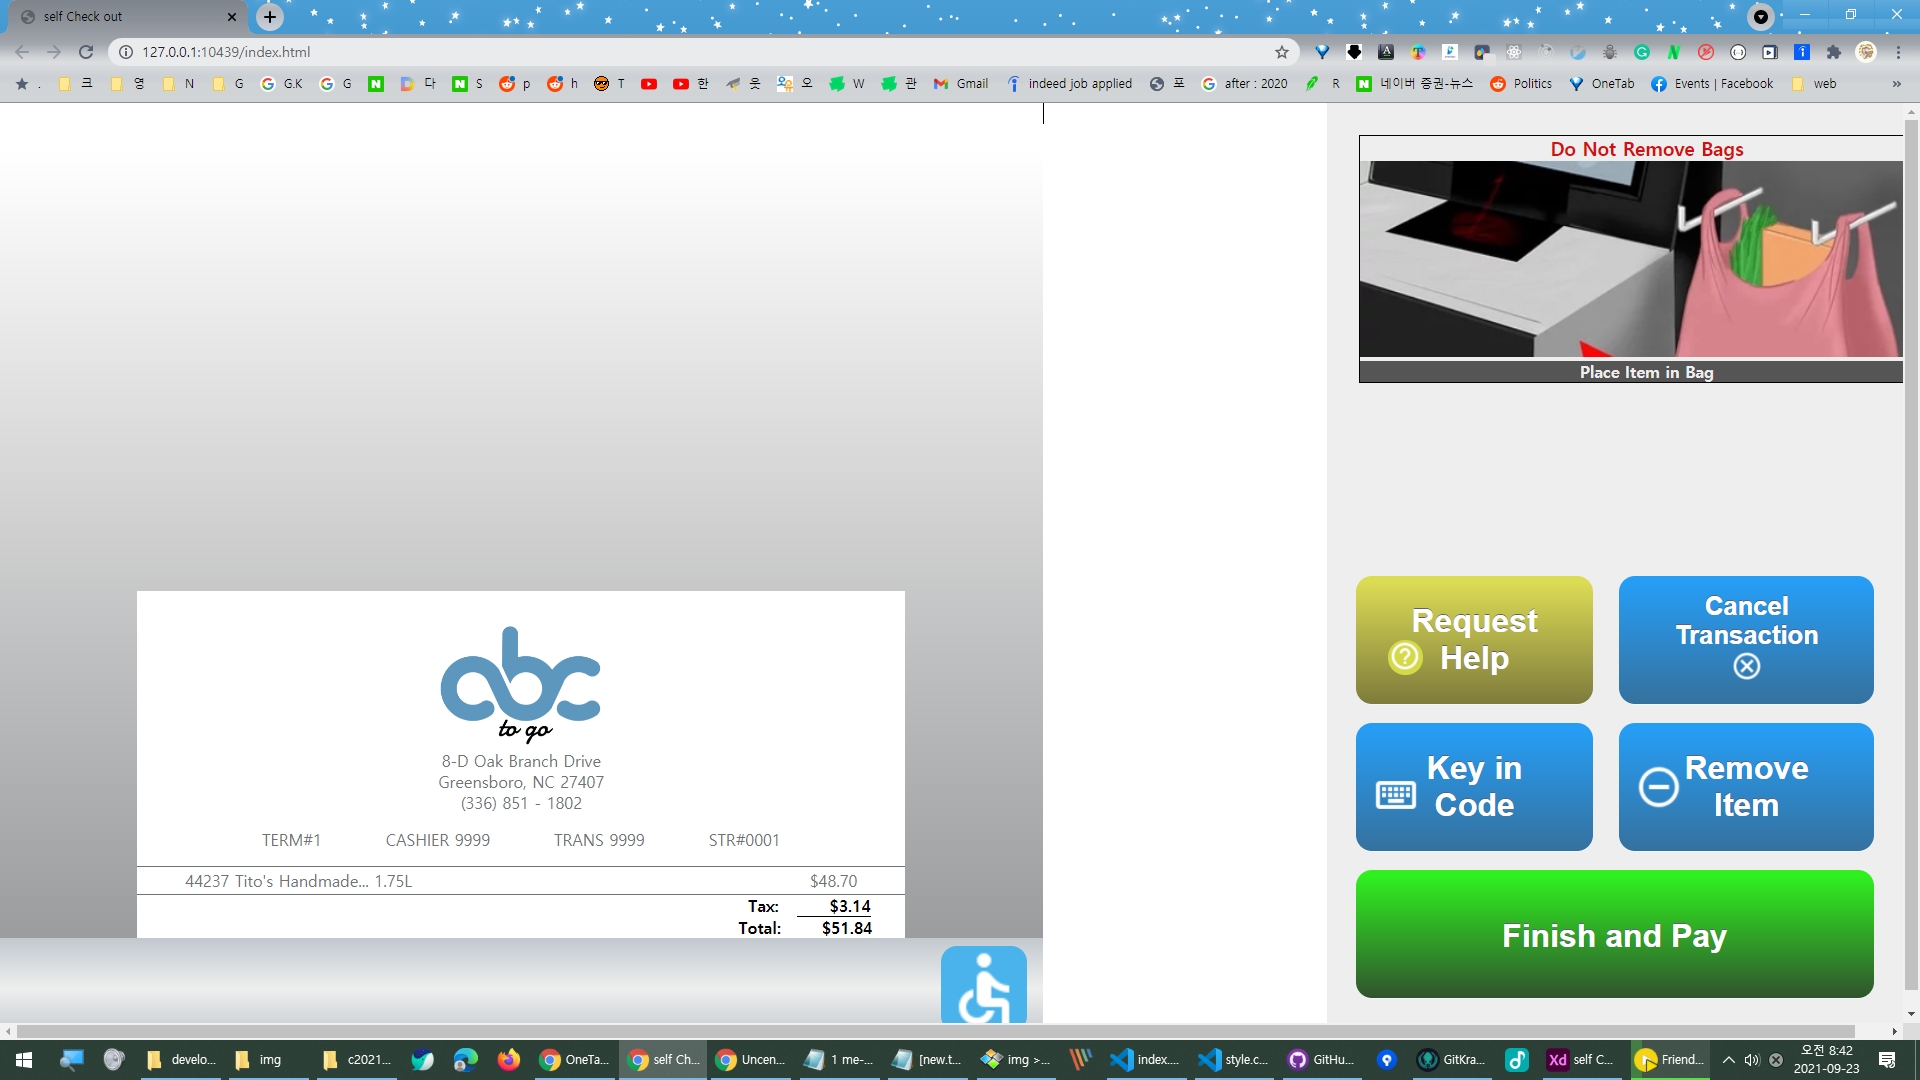 self Check out
127.0.0.1:10439/index.html
. 크 영 N G G.K G 다 S p h T 한 웃 오 W 관 Gmail indeed job applied 포 after : 2020 R 네이버 증권-뉴스 Politics OneTab Events | Facebook web »
Do Not Remove Bags
Place Item in Bag
Request
Help
Cancel
Transaction
Key in
Code
Remove
Item
Finish and Pay
abc
to go
8-D Oak Branch Drive
Greensboro, NC 27407
(336) 851 - 1802
TERM#1 CASHIER 9999 TRANS 9999 STR#0001
44237 Tito's Handmade... 1.75L $48.70
Tax: $3.14
Total: $51.84
develo... img c2021... OneTa... self Ch... Uncen... 1 me-... [new.t... img >... index.... style.c... GitHu... GitKra... Xd self C... Friend... 오전 8:42
2021-09-23